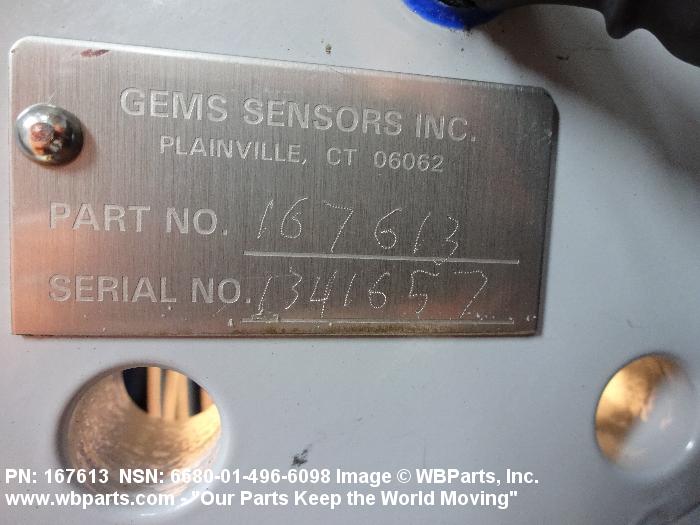 GEMS SENSORS INC.
PLAINVILLE, CT 06062
PART NO. 167613
SERIAL NO. 1341657
PN: 167613 NSN: 6680-01-496-6098 Image © WBParts, Inc.
www.wbparts.com - "Our Parts Keep the World Moving"